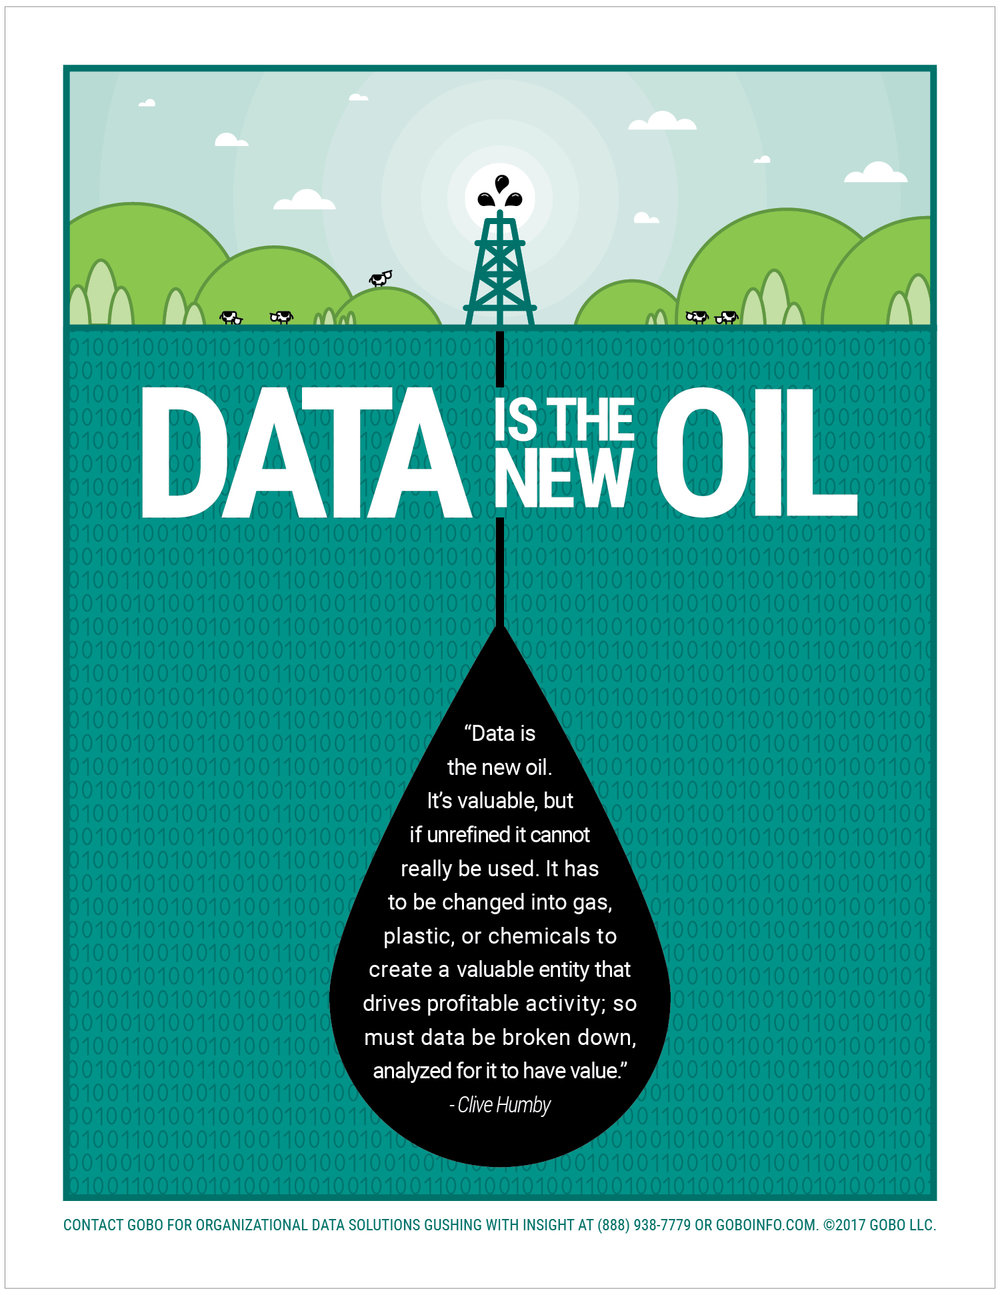 DATA IS THE NEW OIL
“Data is
the new oil.
It’s valuable, but
if unrefined it cannot
really be used. It has
to be changed into gas,
plastic, or chemicals to
create a valuable entity that
drives profitable activity; so
must data be broken down,
analyzed for it to have value.”
- Clive Humby
CONTACT GOBO FOR ORGANIZATIONAL DATA SOLUTIONS GUSHING WITH INSIGHT AT (888) 938-7779 OR GOBOINFO.COM. ©2017 GOBO LLC.